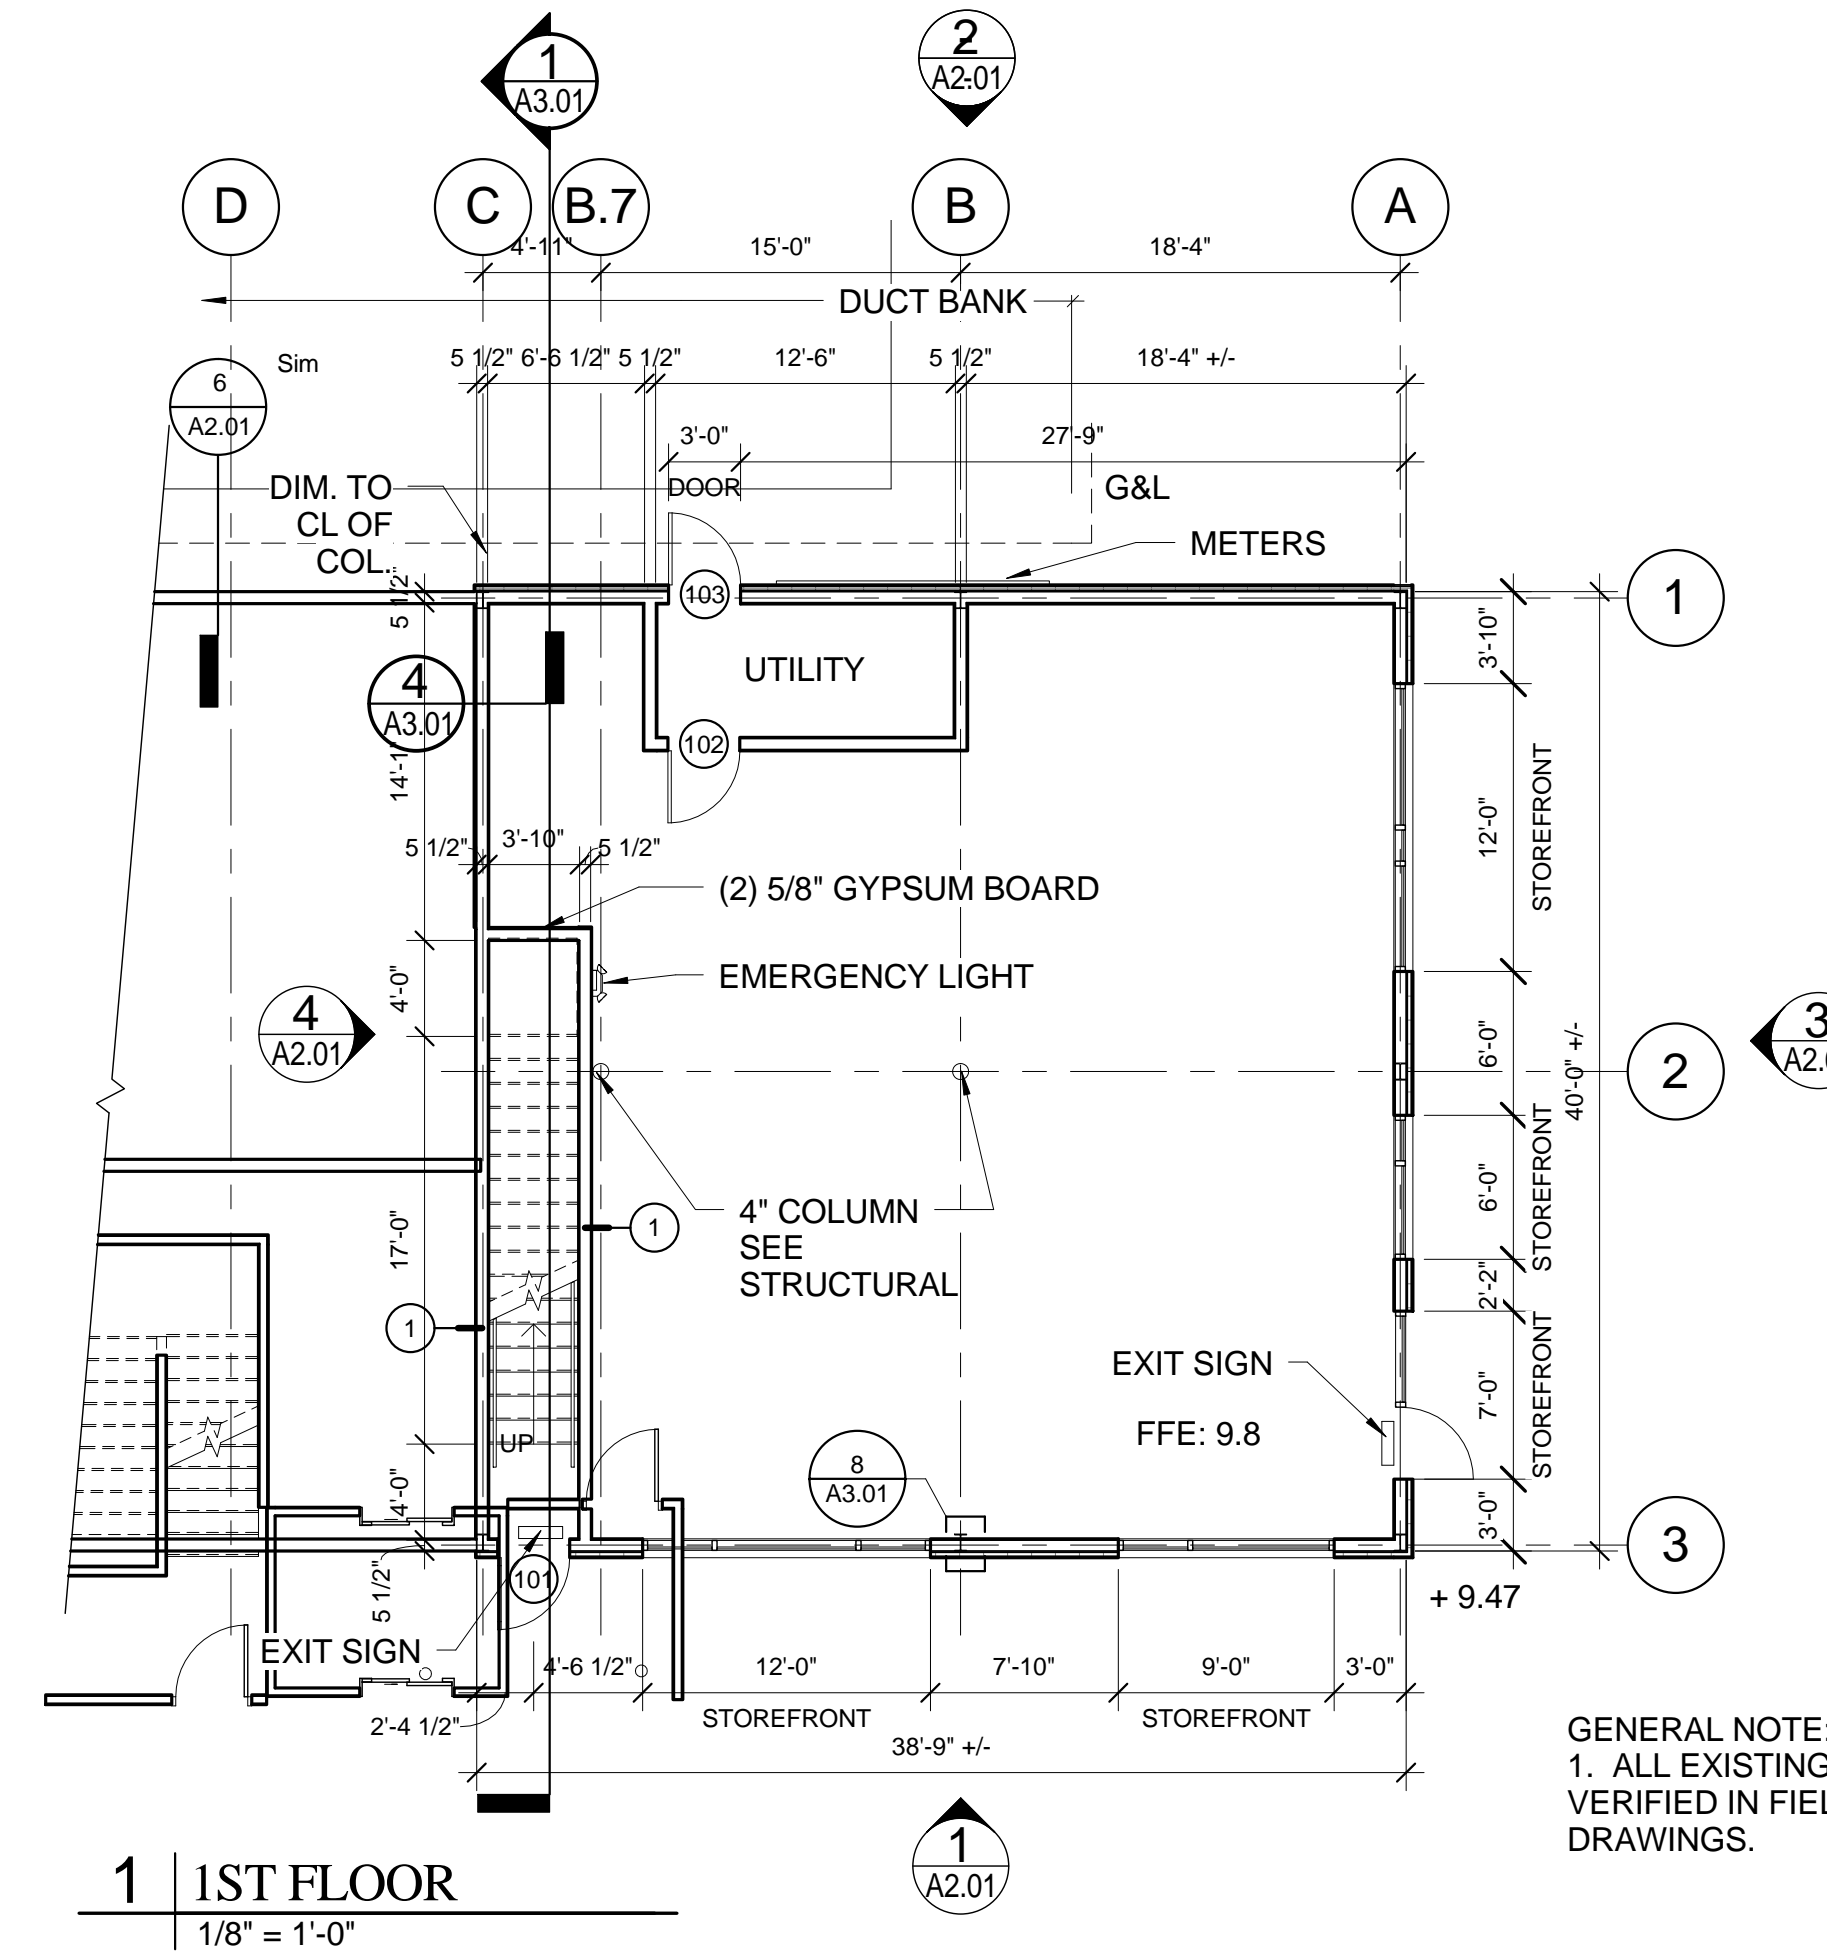 1
A3.01
2
A2.01
D
C
B.7
B
A
4'-11"
15'-0"
18'-4"
DUCT BANK
5 1/2"
6'-6 1/2"
5 1/2"
12'-6"
5 1/2"
18'-4" +/-
6
A2.01
Sim
3'-0"
27'-9"
DIM. TO
CL OF
COL.
DOOR
G&L
METERS
5 1/2"
103
1
3'-10"
UTILITY
4
A3.01
102
14'-1"
12'-0"
STOREFRONT
5 1/2"
3'-10"
5 1/2"
(2) 5/8" GYPSUM BOARD
EMERGENCY LIGHT
4'-0"
4
A2.01
6'-0"
40'-0" +/-
2
3
4" COLUMN
SEE
STRUCTURAL
1
17'-0"
6'-0"
STOREFRONT
2'-2"
1
EXIT SIGN
FFE: 9.8
7'-0"
STOREFRONT
UP
8
A3.01
4'-0"
3'-0"
3
101
5 1/2"
+ 9.47
EXIT SIGN
4'-6 1/2"
12'-0"
7'-10"
9'-0"
3'-0"
2'-4 1/2"
STOREFRONT
STOREFRONT
38'-9" +/-
GENERAL NOTE:
1. ALL EXISTING
VERIFIED IN
DRAWINGS.
1
A2.01
1
1ST FLOOR
1/8" = 1'-0"